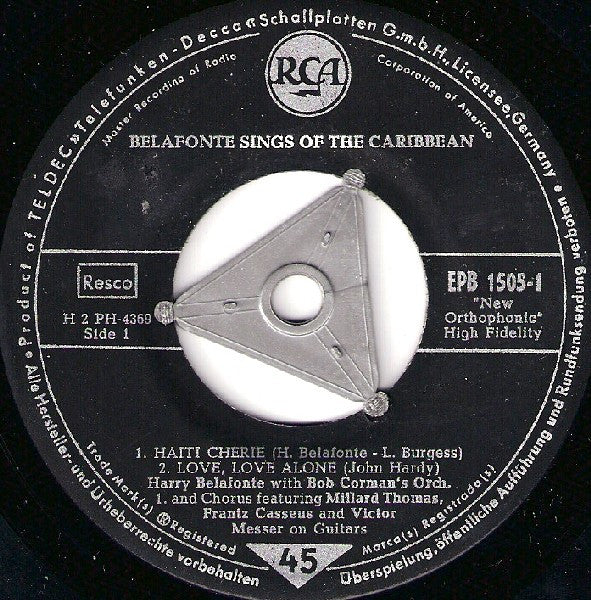 "Product of TELDEC" Telefunken-Decca Schallplatten G.m.b.H., Licensee, Germany
Master Recording of Radio Corporation of America
RCA
BELAFONTE SINGS OF THE CARIBBEAN
Resco
H 2 PH-4369
Side 1
EPB 1505-1
"New
Orthophonic"
High Fidelity
1. HAITI CHERIE (H. Belafonte - L. Burgess)
2. LOVE, LOVE ALONE (John Hardy)
Harry Belafonte with Bob Corman's Orch.
1. and Chorus featuring Millard Thomas,
Frantz Casseus and Victor
Messer on Guitars
Trade Mark(s) ® Registered
Marca(s) Registrada(s)
45
Alle Hersteller- und Urheberrechte vorbehalten
Überspielung, öffentliche Aufführung und Rundfunksendung verboten